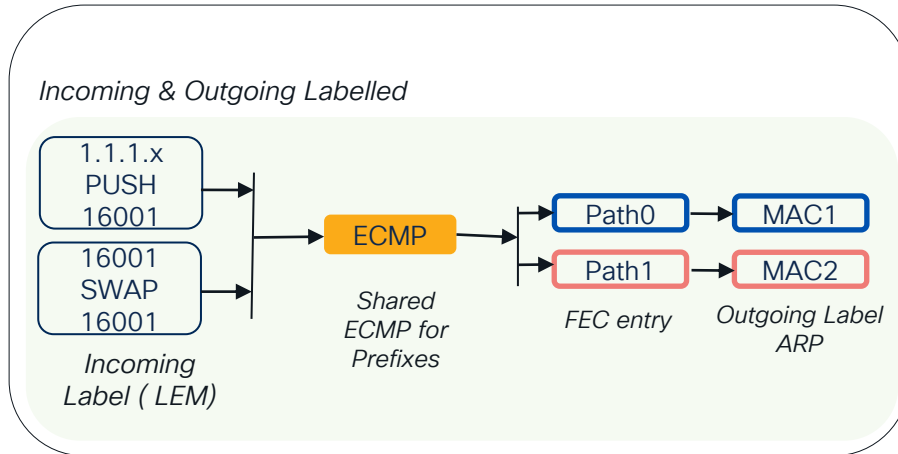 Incoming & Outgoing Labelled
1.1.1.x
PUSH
16001
16001
SWAP
16001
Incoming
Label ( LEM)
ECMP
Shared
ECMP for
Prefixes
Path0
Path1
FEC entry
MAC1
MAC2
Outgoing Label
ARP